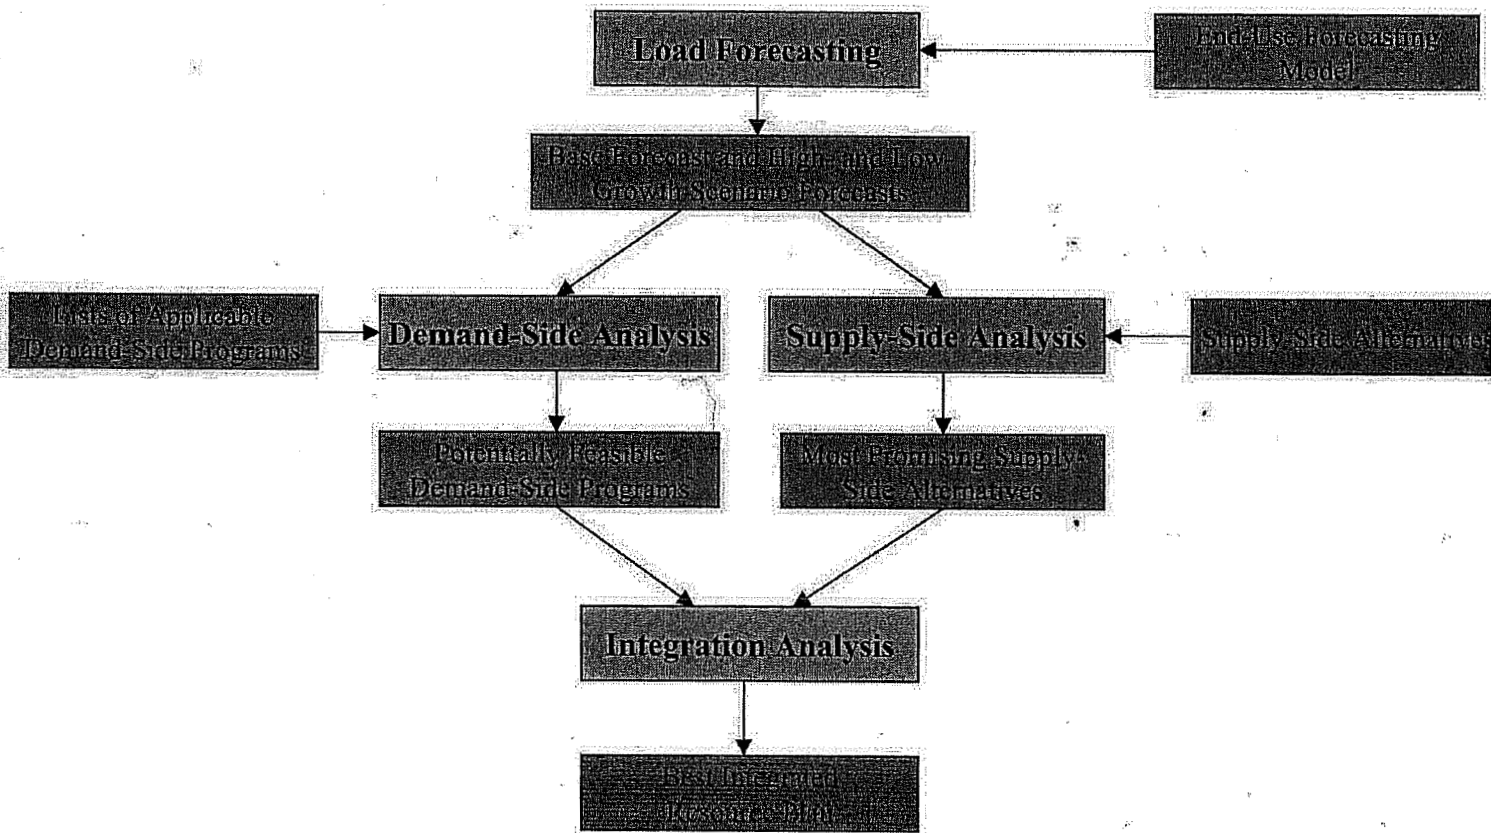 Load Forecasting
End-Use Forecasting
Model
Base Forecast and High- and Low
Growth Scenario Forecasts
Lists of Applicable
Demand-Side Programs
Demand-Side Analysis
Supply-Side Analysis
Supply-Side Alternatives
Potentially Feasible
Demand-Side Programs
Most Promising Supply-
Side Alternatives
Integration Analysis
Best Integrated
Resource Plan